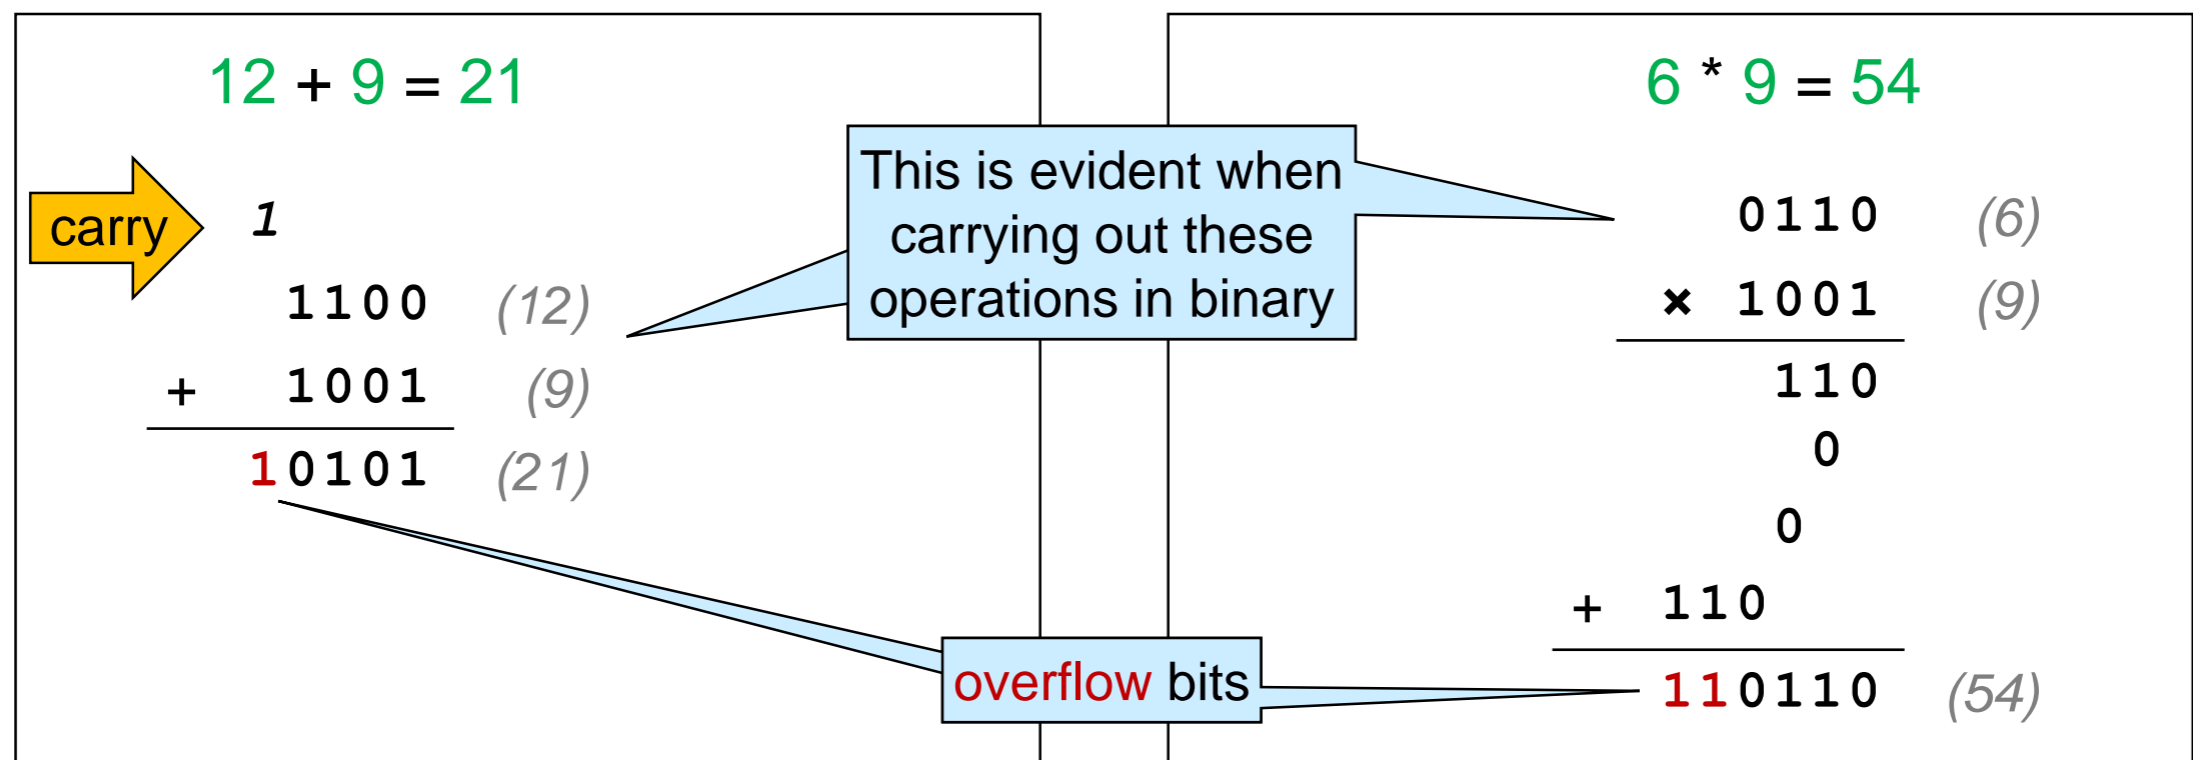 12 + 9 = 21
carry
1
1100 (12)
+ 1001 (9)
10101 (21)
This is evident when
carrying out these
operations in binary
overflow bits
6 * 9 = 54
0110 (6)
× 1001 (9)
110
0
0
+ 110
110110 (54)